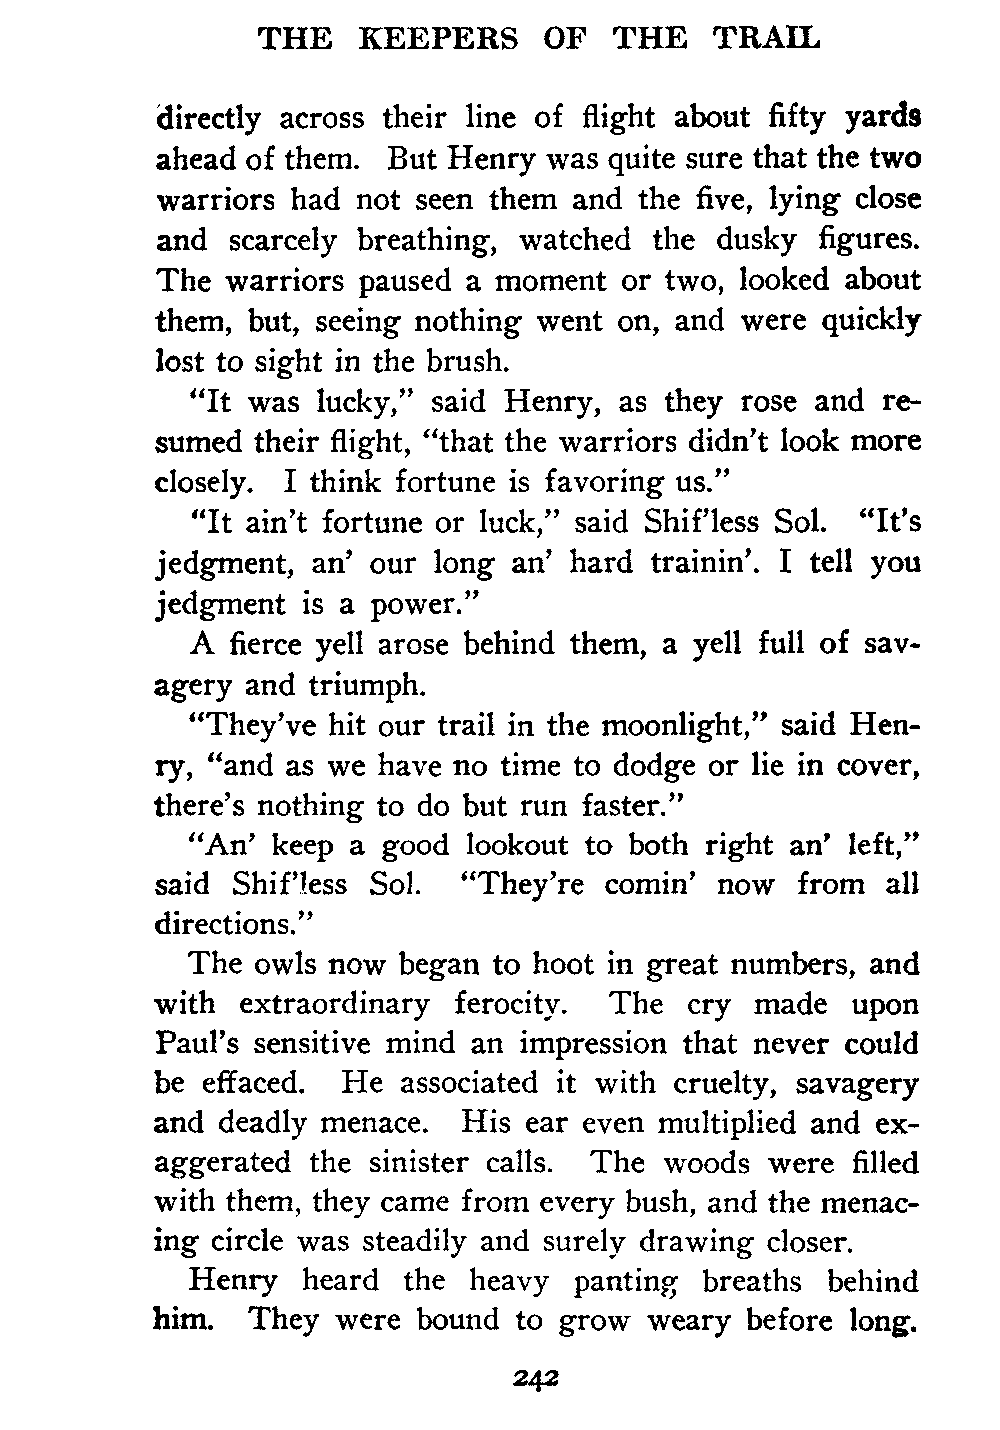 THE KEEPERS OF THE TRAIL
directly across their line of flight about fifty yards
ahead of them. But Henry was quite sure that the two
warriors had not seen them and the five, lying close
and scarcely breathing, watched the dusky figures.
The warriors paused a moment or two, looked about
them, but, seeing nothing went on, and were quickly
lost to sight in the brush.
“It was lucky,” said Henry, as they rose and re-
sumed their flight, “that the warriors didn’t look more
closely. I think fortune is favoring us.”
“It ain’t fortune or luck,” said Shif’less Sol. “It’s
jedgment, an’ our long an’ hard trainin’. I tell you
jedgment is a power.”
A fierce yell arose behind them, a yell full of sav-
agery and triumph.
“They’ve hit our trail in the moonlight,” said Hen-
ry, “and as we have no time to dodge or lie in cover,
there’s nothing to do but run faster.”
“An’ keep a good lookout to both right an’ left,”
said Shif’less Sol. “They’re comin’ now from all
directions.”
The owls now began to hoot in great numbers, and
with extraordinary ferocity. The cry made upon
Paul’s sensitive mind an impression that never could
be effaced. He associated it with cruelty, savagery
and deadly menace. His ear even multiplied and ex-
aggerated the sinister calls. The woods were filled
with them, they came from every bush, and the menac-
ing circle was steadily and surely drawing closer.
Henry heard the heavy panting breaths behind
him. They were bound to grow weary before long.
242